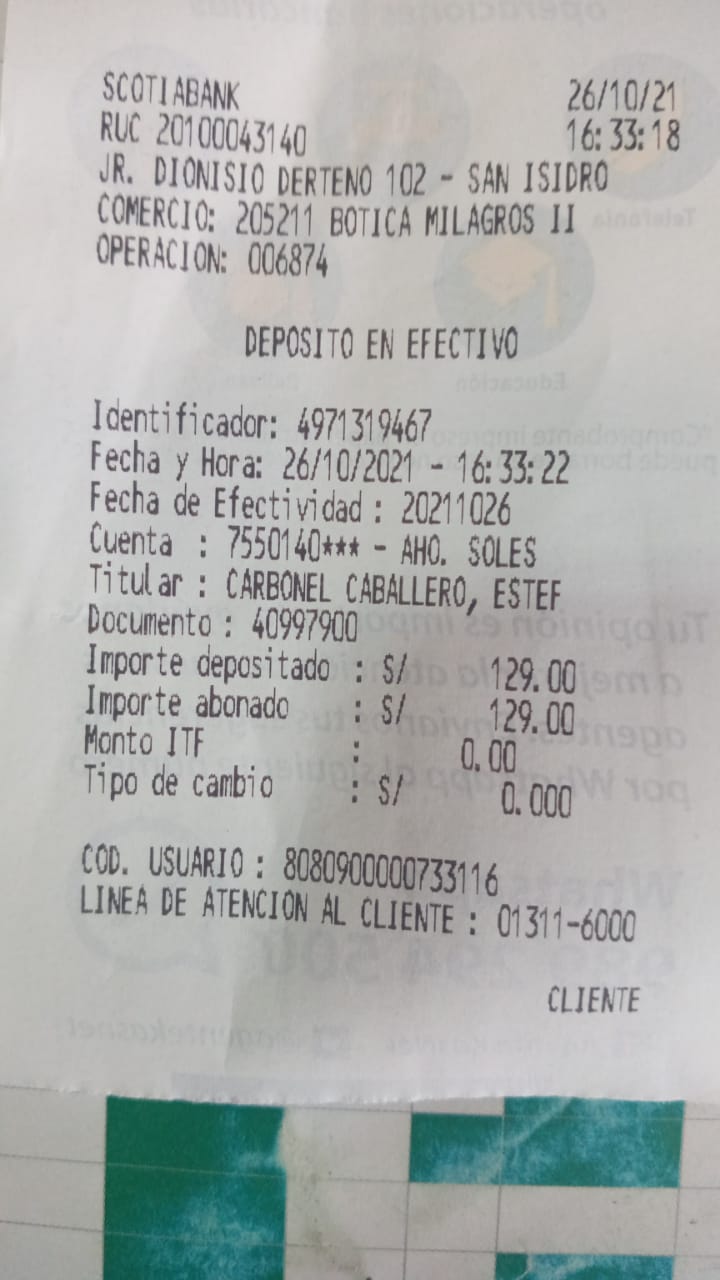 SCOTIABANK 26/10/21
RUC 20100043140 16:33:18
JR. DIONISIO DERTENO 102 - SAN ISIDRO
COMERCIO: 205211 BOTICA MILAGROS II
OPERACION: 006874
DEPOSITO EN EFECTIVO
Identificador: 4971319467
Fecha y Hora: 26/10/2021 - 16:33:22
Fecha de Efectividad : 20211026
Cuenta : 7550140*** - AHO. SOLES
Titular : CARBONEL CABALLERO, ESTEF
Documento : 40997900
Importe depositado : S/ 129.00
Importe abonado : S/ 129.00
Monto ITF : 0.00
Tipo de cambio : S/ 0.000
COD. USUARIO : 8080900000733116
LINEA DE ATENCION AL CLIENTE : 01311-6000
CLIENTE